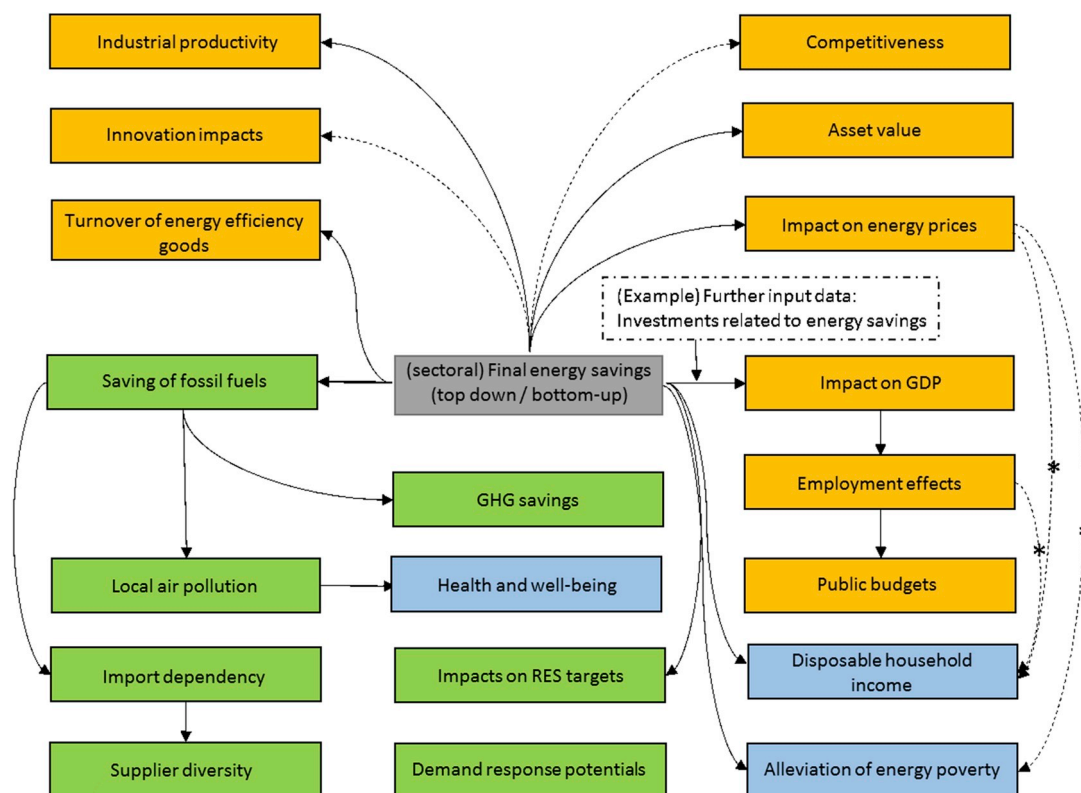 Industrial productivity
Competitiveness
Innovation impacts
Asset value
Turnover of energy efficiency
goods
Impact on energy prices
(Example) Further input data:
Investments related to energy savings
Saving of fossil fuels
(sectoral) Final energy savings
(top down / bottom-up)
Impact on GDP
GHG savings
Employment effects
*
*
*
Local air pollution
Health and well-being
Public budgets
Import dependency
Impacts on RES targets
Disposable household
income
Supplier diversity
Demand response potentials
Alleviation of energy poverty